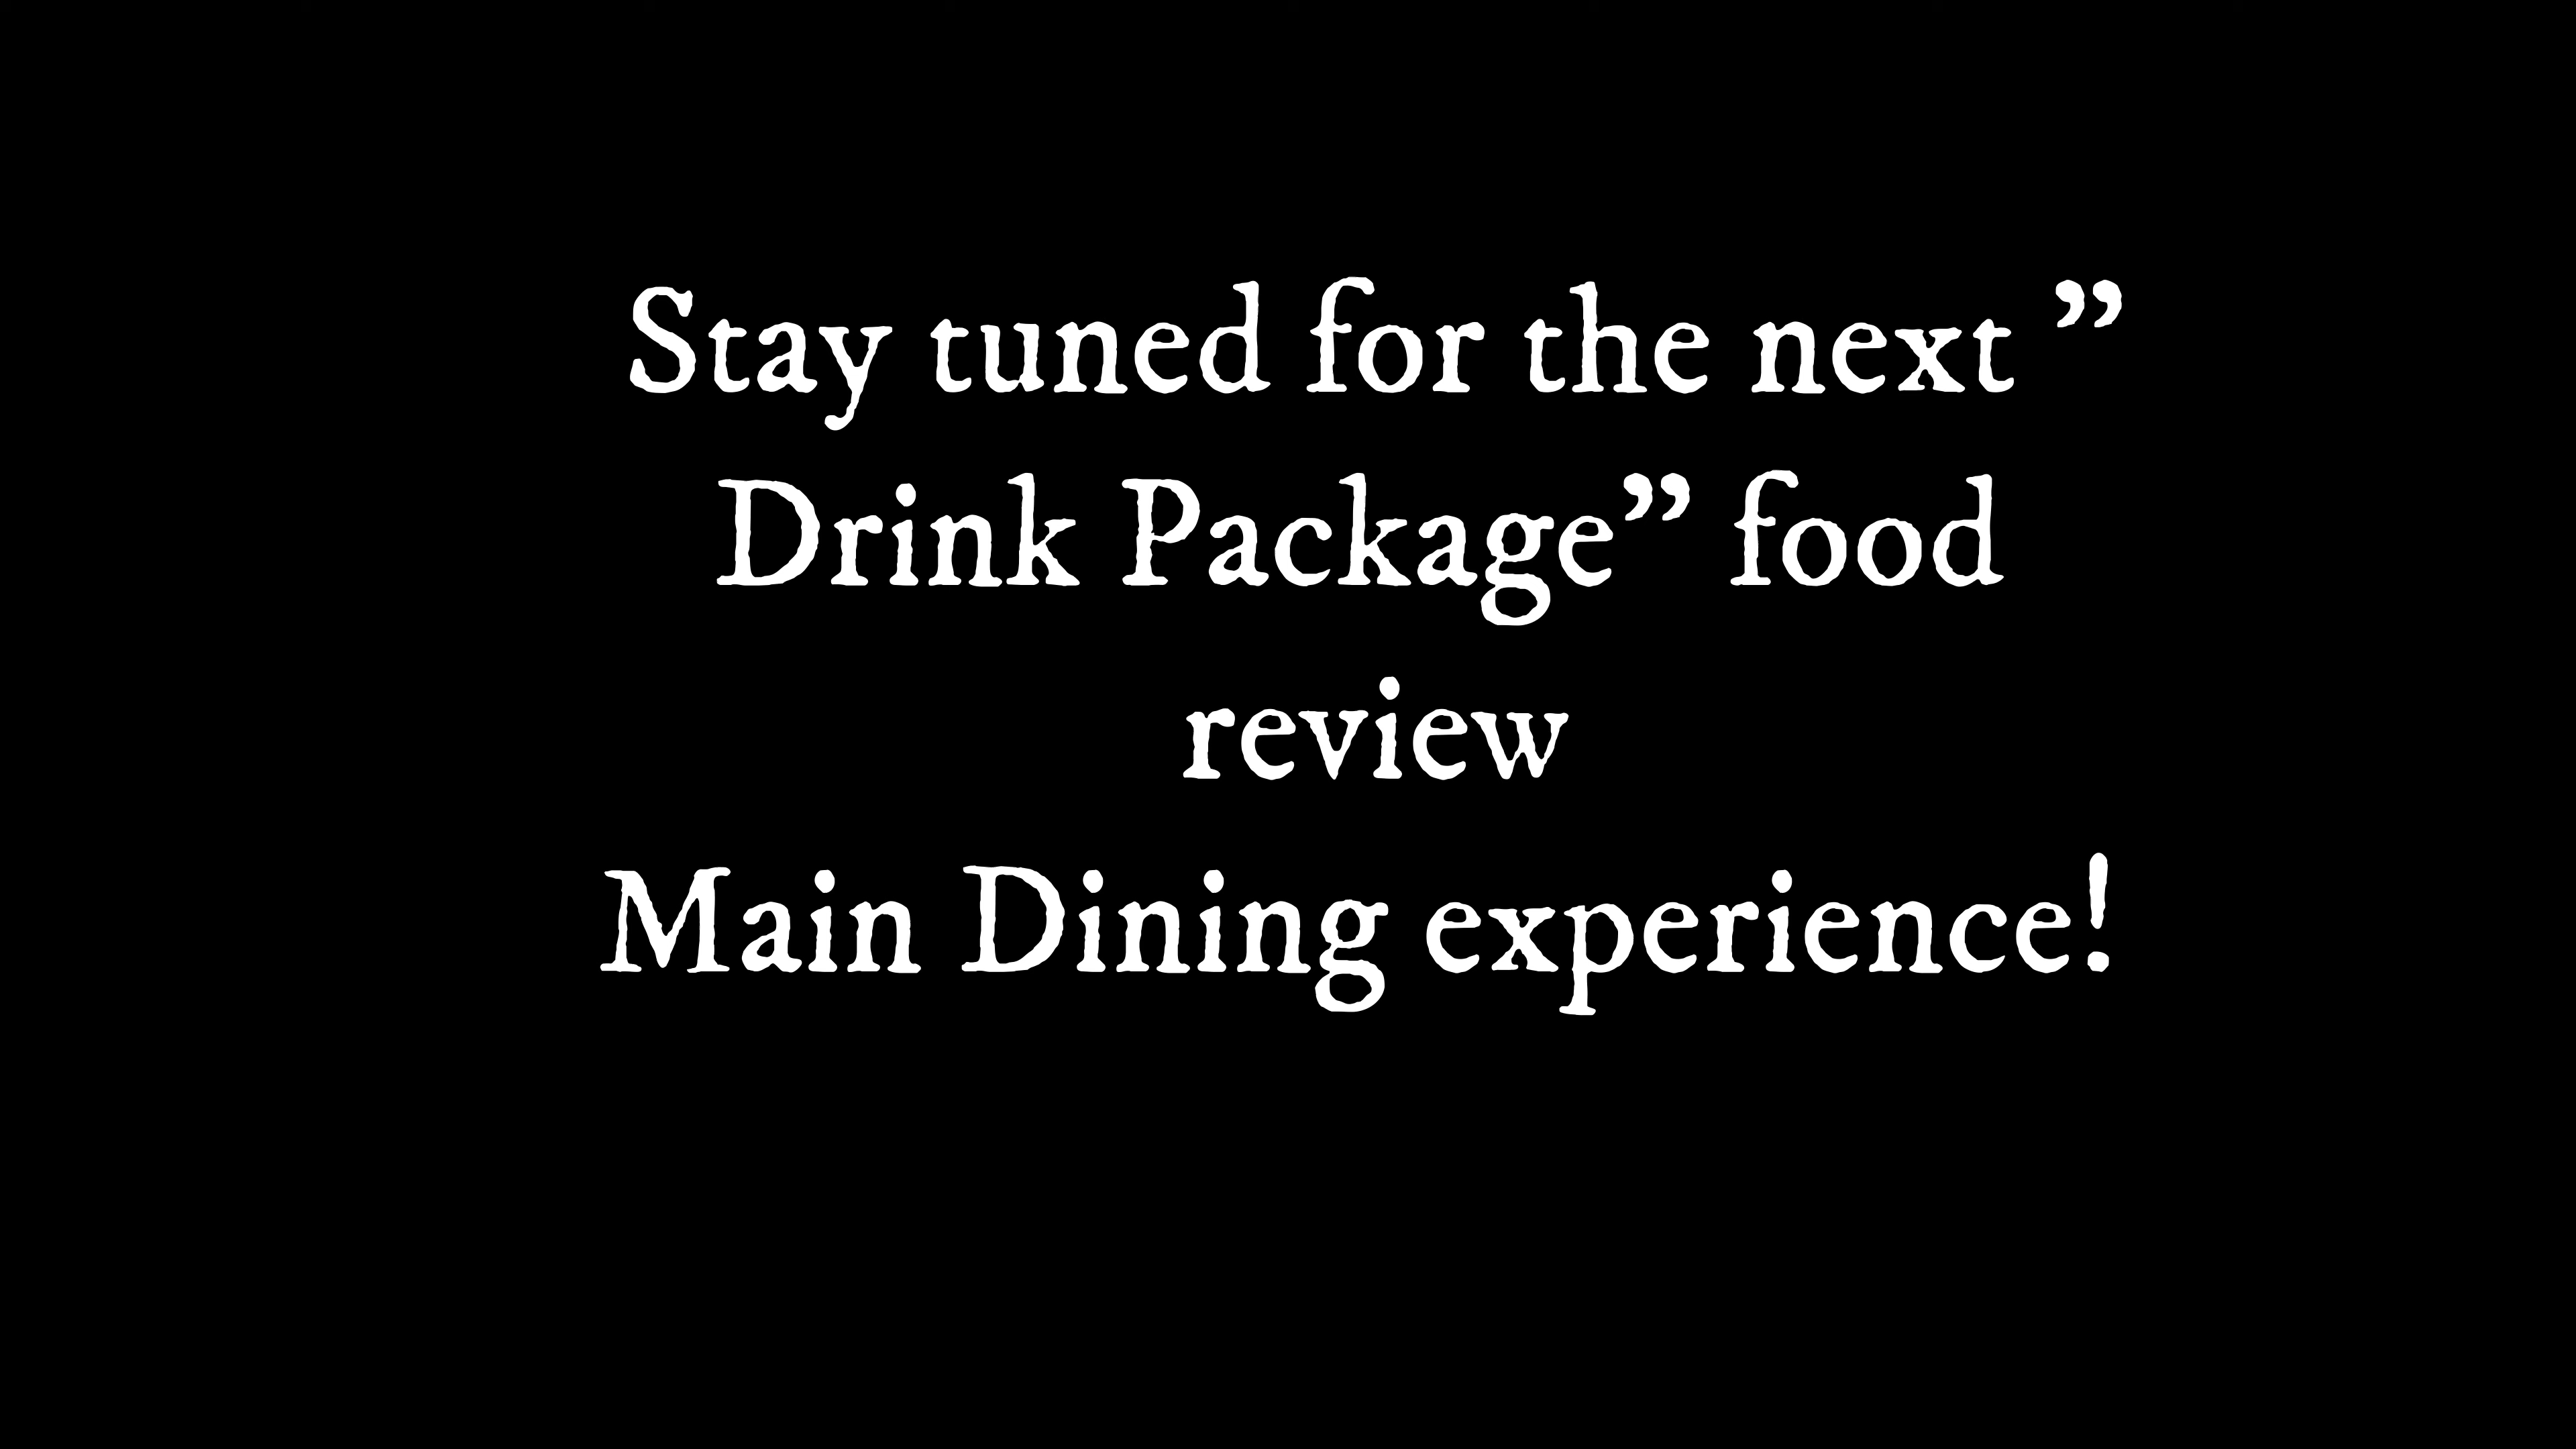 Stay tuned for the next ”
Drink Package” food
review
Main Dining experience!